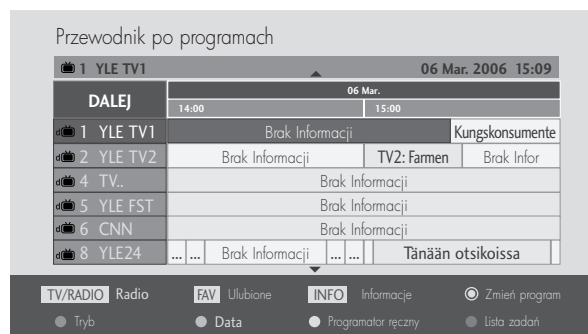 Przewodnik po programach
1 YLE TV1 06 Mar. 2006 15:09
DALEJ 06 Mar.
14:00 15:00
1 YLE TV1 Brak Informacji Kungskonsumente
2 YLE TV2 Brak Informacji TV2: Farmen Brak Infor
4 TV.. Brak Informacji
5 YLE FST Brak Informacji
6 CNN Brak Informacji
8 YLE24 ... ... Brak Informacji ... ... Tänään otsikoissa
TV/RADIO Radio FAV Ulubione INFO Informacje Zmień program
Tryb Data Programator ręczny Lista zadań